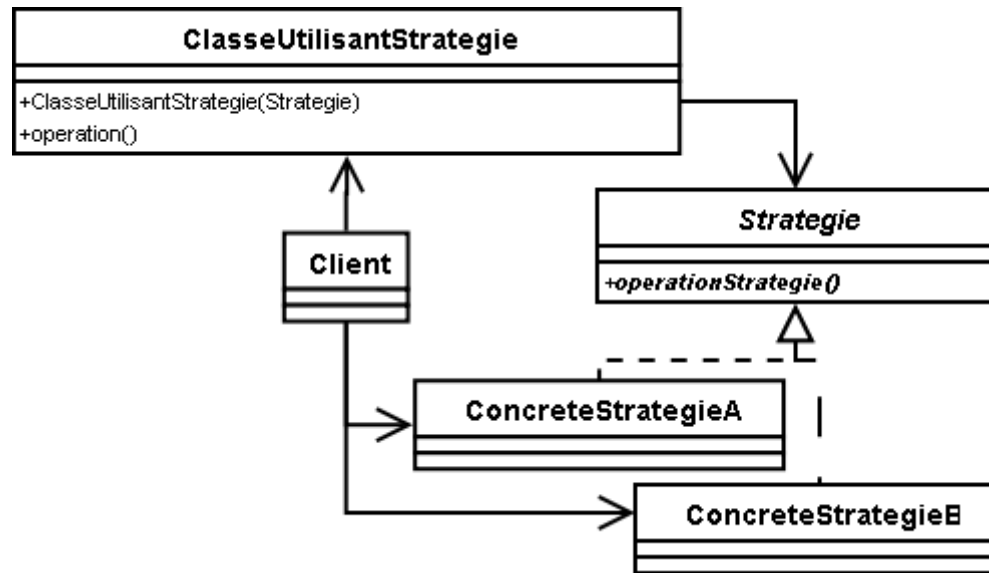 ClasseUtilisantStrategie
+ClasseUtilisantStrategie(Strategie)
+operation()
Strategie
+operationStrategie()
Client
ConcreteStrategieA
ConcreteStrategieB